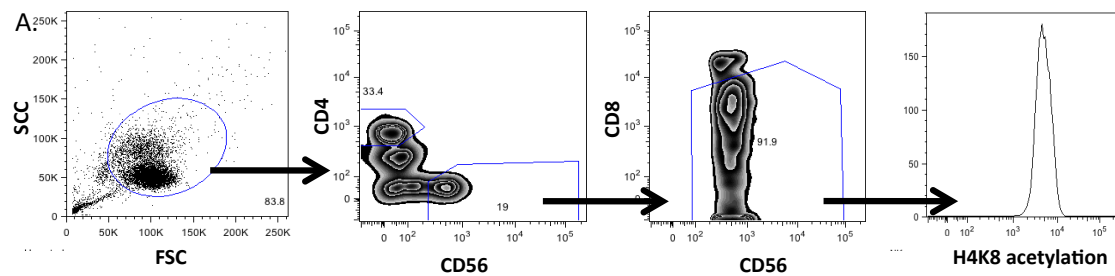 A.
SCC
250K
200K
150K
100K
50K
0
0 50K 100K 150K 200K 250K
83.8
FSC
CD4
10^5
10^4
10^3
10^2
0
33.4
19
0 10^2 10^3 10^4 10^5
CD56
CD8
10^5
10^4
10^3
10^2
0
91.9
0 10^2 10^3 10^4 10^5
CD56
150
100
50
0
0 10^2 10^3 10^4 10^5
H4K8 acetylation